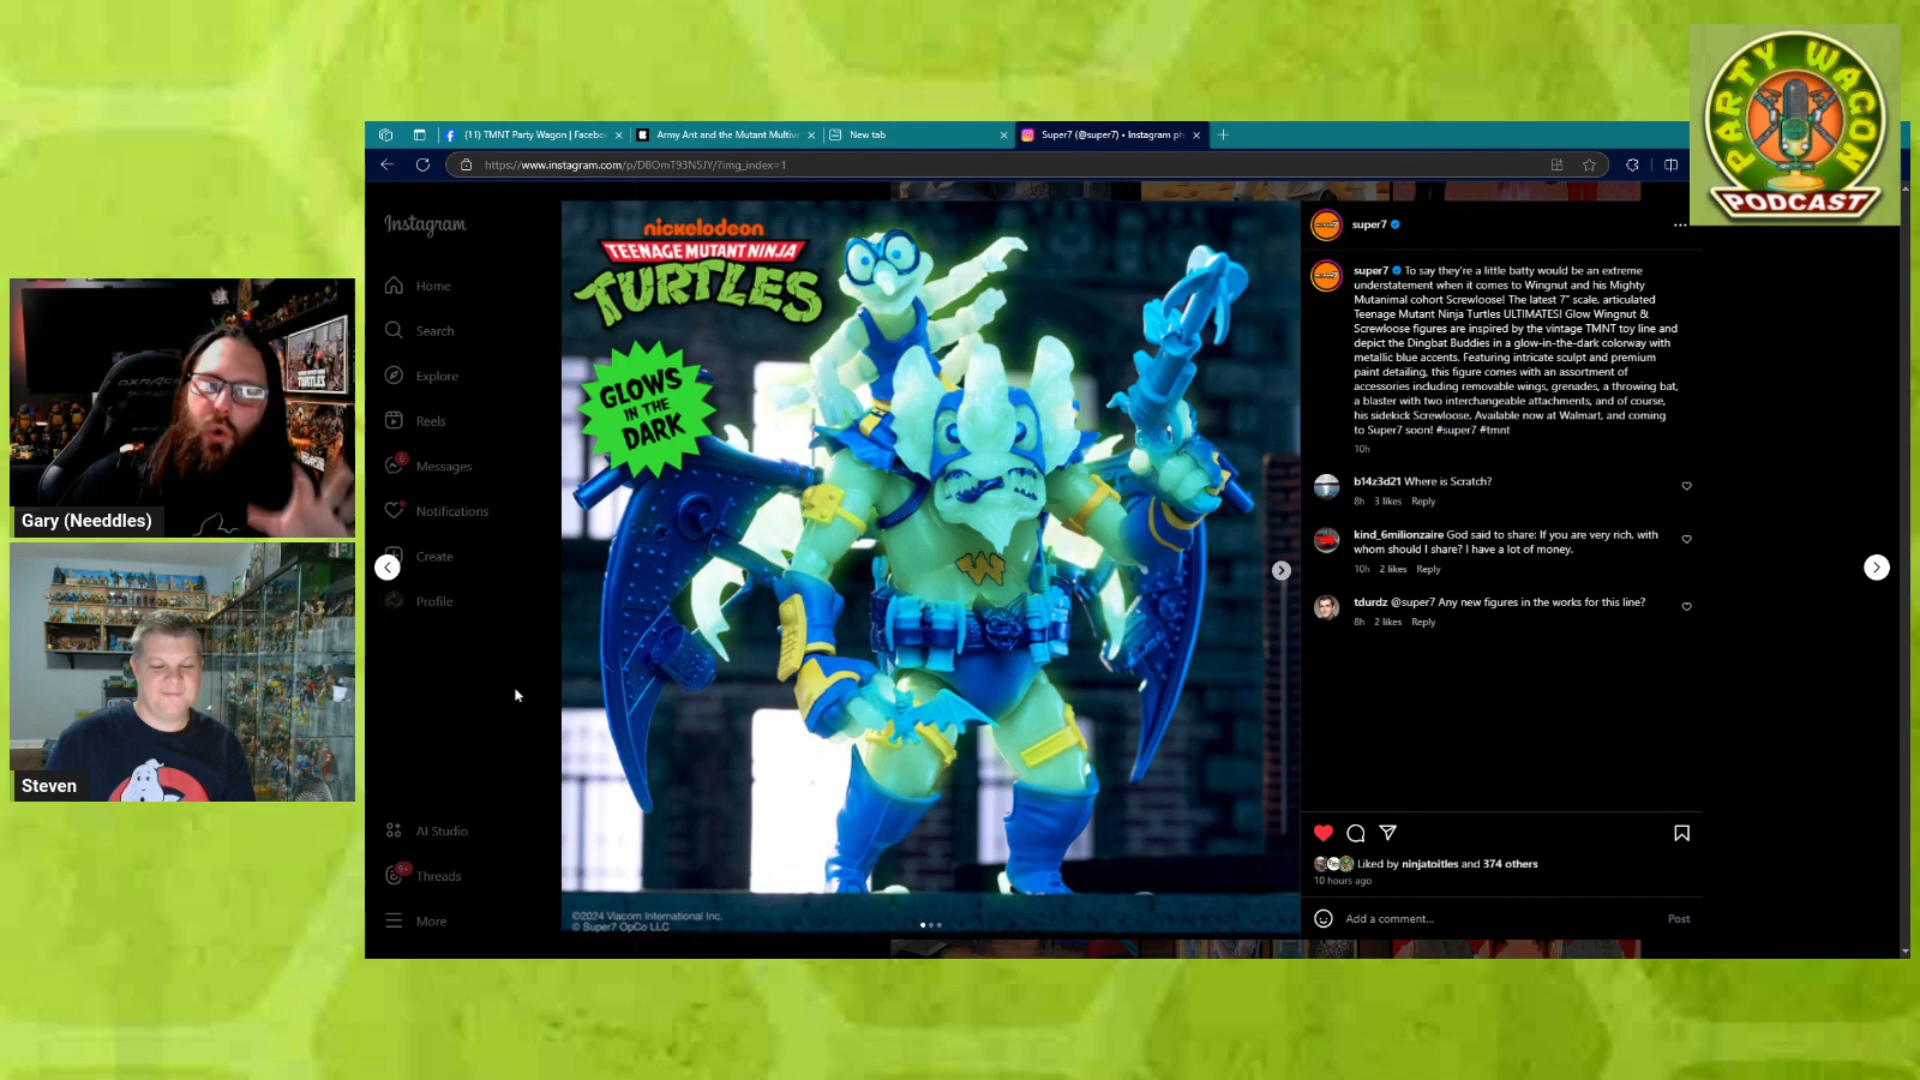 PARTY WAGON
PODCAST
(11) TMNT Party Wagon | Facebo
Army Ant and the Mutant Multive
New tab
Super7 (@super7) • Instagram ph
https://www.instagram.com/p/DBOmT93N5JY/?img_index=1
Instagram
Home
Search
Explore
Reels
6
Messages
Notifications
Create
Profile
AI Studio
9+
Threads
More
nickelodeon
TEENAGE MUTANT NINJA
TURTLES
GLOWS
IN THE
DARK
©2024 Viacom International Inc.
© Super7 OpCo LLC
super7
super7 To say they're a little batty would be an extreme
understatement when it comes to Wingnut and his Mighty
Mutanimal cohort Screwloose! The latest 7" scale, articulated
Teenage Mutant Ninja Turtles ULTIMATES! Glow Wingnut &
Screwloose figures are inspired by the vintage TMNT toy line and
depict the Dingbat Buddies in a glow-in-the-dark colorway with
metallic blue accents. Featuring intricate sculpt and premium
paint detailing, this figure comes with an assortment of
accessories including removable wings, grenades, a throwing bat,
a blaster with two interchangeable attachments, and of course,
his sidekick Screwloose. Available now at Walmart, and coming
to Super7 soon! #super7 #tmnt
10h
b14z3d21 Where is Scratch?
8h 3 likes Reply
kind_6milionzaire God said to share: If you are very rich, with
whom should I share? I have a lot of money.
10h 2 likes Reply
tdurdz @super7 Any new figures in the works for this line?
8h 2 likes Reply
Liked by ninjatoitles and 374 others
10 hours ago
Add a comment...
Post
TURTLES
Gary (Needdles)
Steven